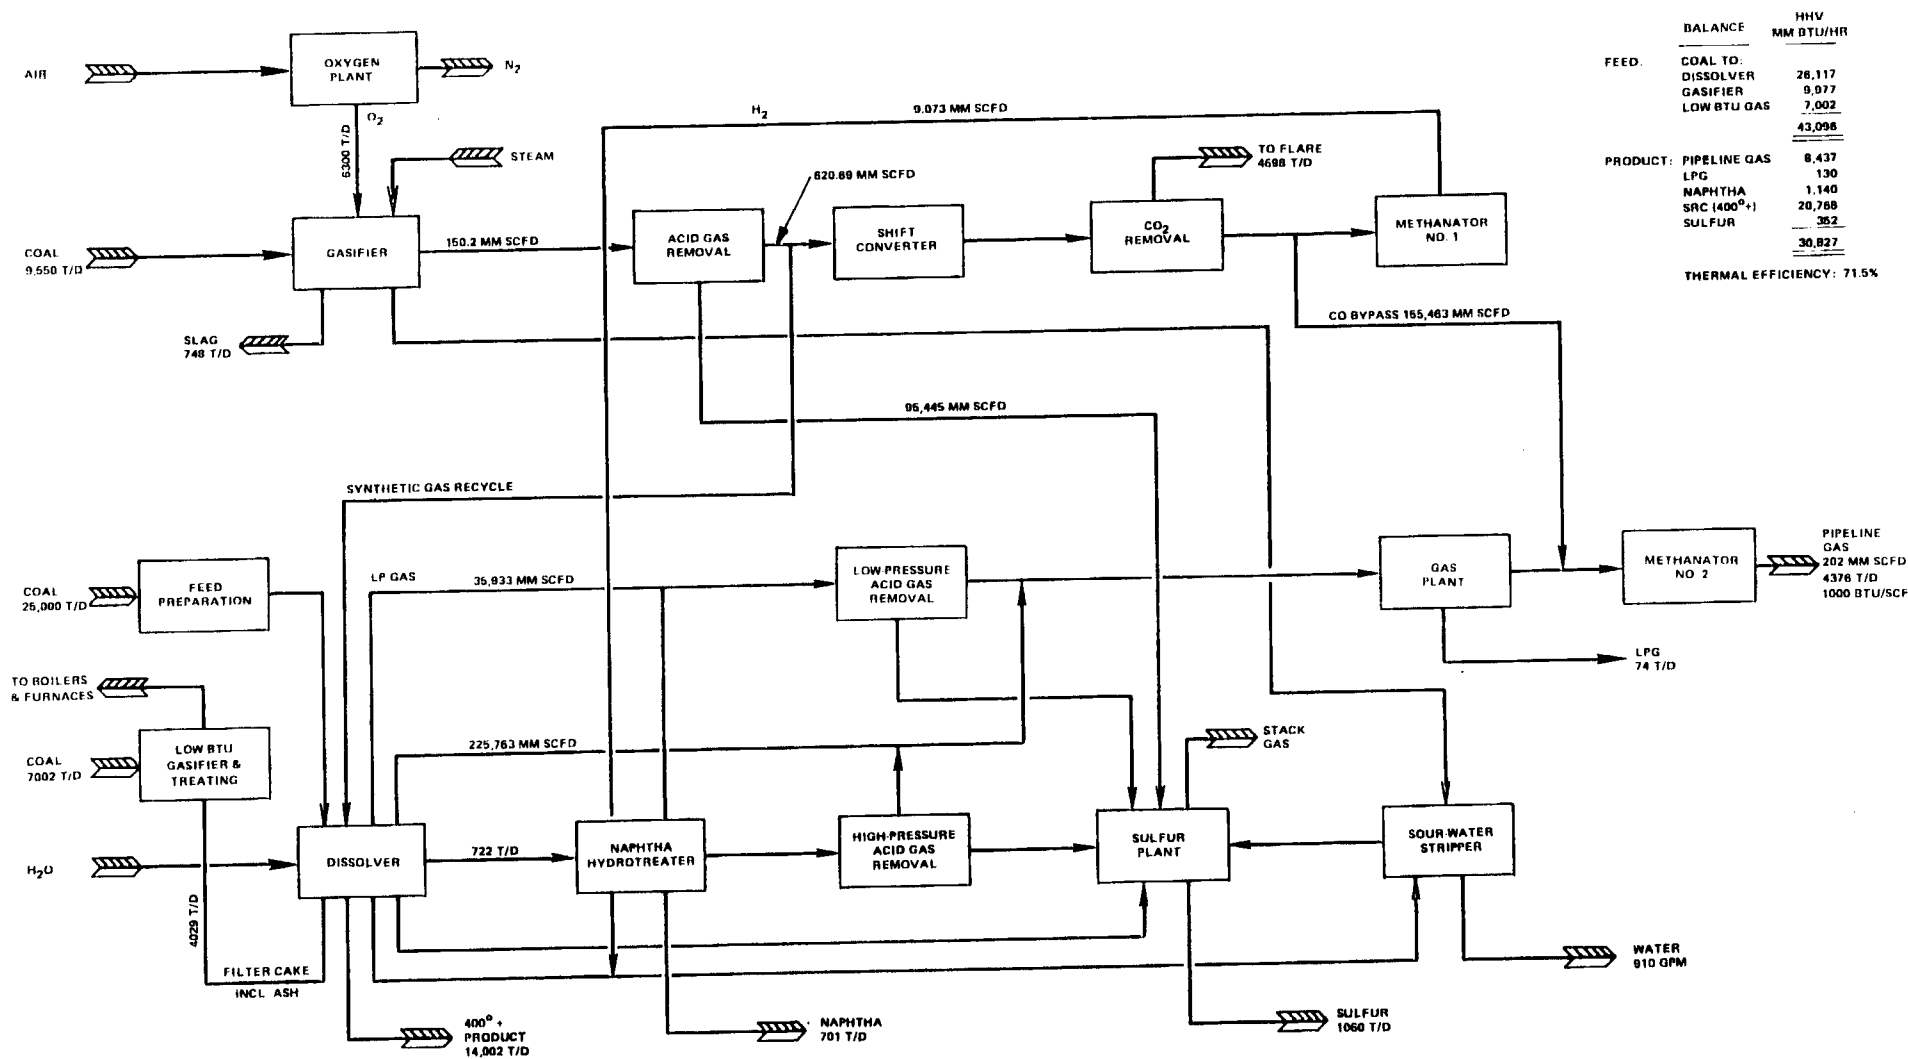 BALANCE
HHV
MM BTU/HR
FEED:
COAL TO:
DISSOLVER 26,117
GASIFIER 9,977
LOW BTU GAS 7,002
43,096
PRODUCT: PIPELINE GAS 8,437
LPG 130
NAPHTHA 1,140
SRC (400°+) 20,768
SULFUR 352
30,827
THERMAL EFFICIENCY: 71.5%
AIR
OXYGEN
PLANT
N2
O2
6300 T/D
STEAM
H2
9.073 MM SCFD
TO FLARE
4698 T/D
620.69 MM SCFD
COAL
9,550 T/D
GASIFIER
150.2 MM SCFD
ACID GAS
REMOVAL
SHIFT
CONVERTER
CO2
REMOVAL
METHANATOR
NO. 1
SLAG
748 T/D
CO BYPASS 155,463 MM SCFD
95,445 MM SCFD
SYNTHETIC GAS RECYCLE
COAL
25,000 T/D
FEED
PREPARATION
LP GAS
35,933 MM SCFD
LOW-PRESSURE
ACID GAS
REMOVAL
GAS
PLANT
METHANATOR
NO 2
PIPELINE
GAS
202 MM SCFD
4376 T/D
1000 BTU/SCF
LPG
74 T/D
TO BOILERS
& FURNACES
COAL
7002 T/D
LOW BTU
GASIFIER &
TREATING
225,763 MM SCFD
STACK
GAS
H2O
DISSOLVER
722 T/D
NAPHTHA
HYDROTREATER
HIGH-PRESSURE
ACID GAS
REMOVAL
SULFUR
PLANT
SOUR-WATER
STRIPPER
4029 T/D
FILTER CAKE
INCL ASH
WATER
910 GPM
400° +
PRODUCT
14,002 T/D
NAPHTHA
701 T/D
SULFUR
1060 T/D